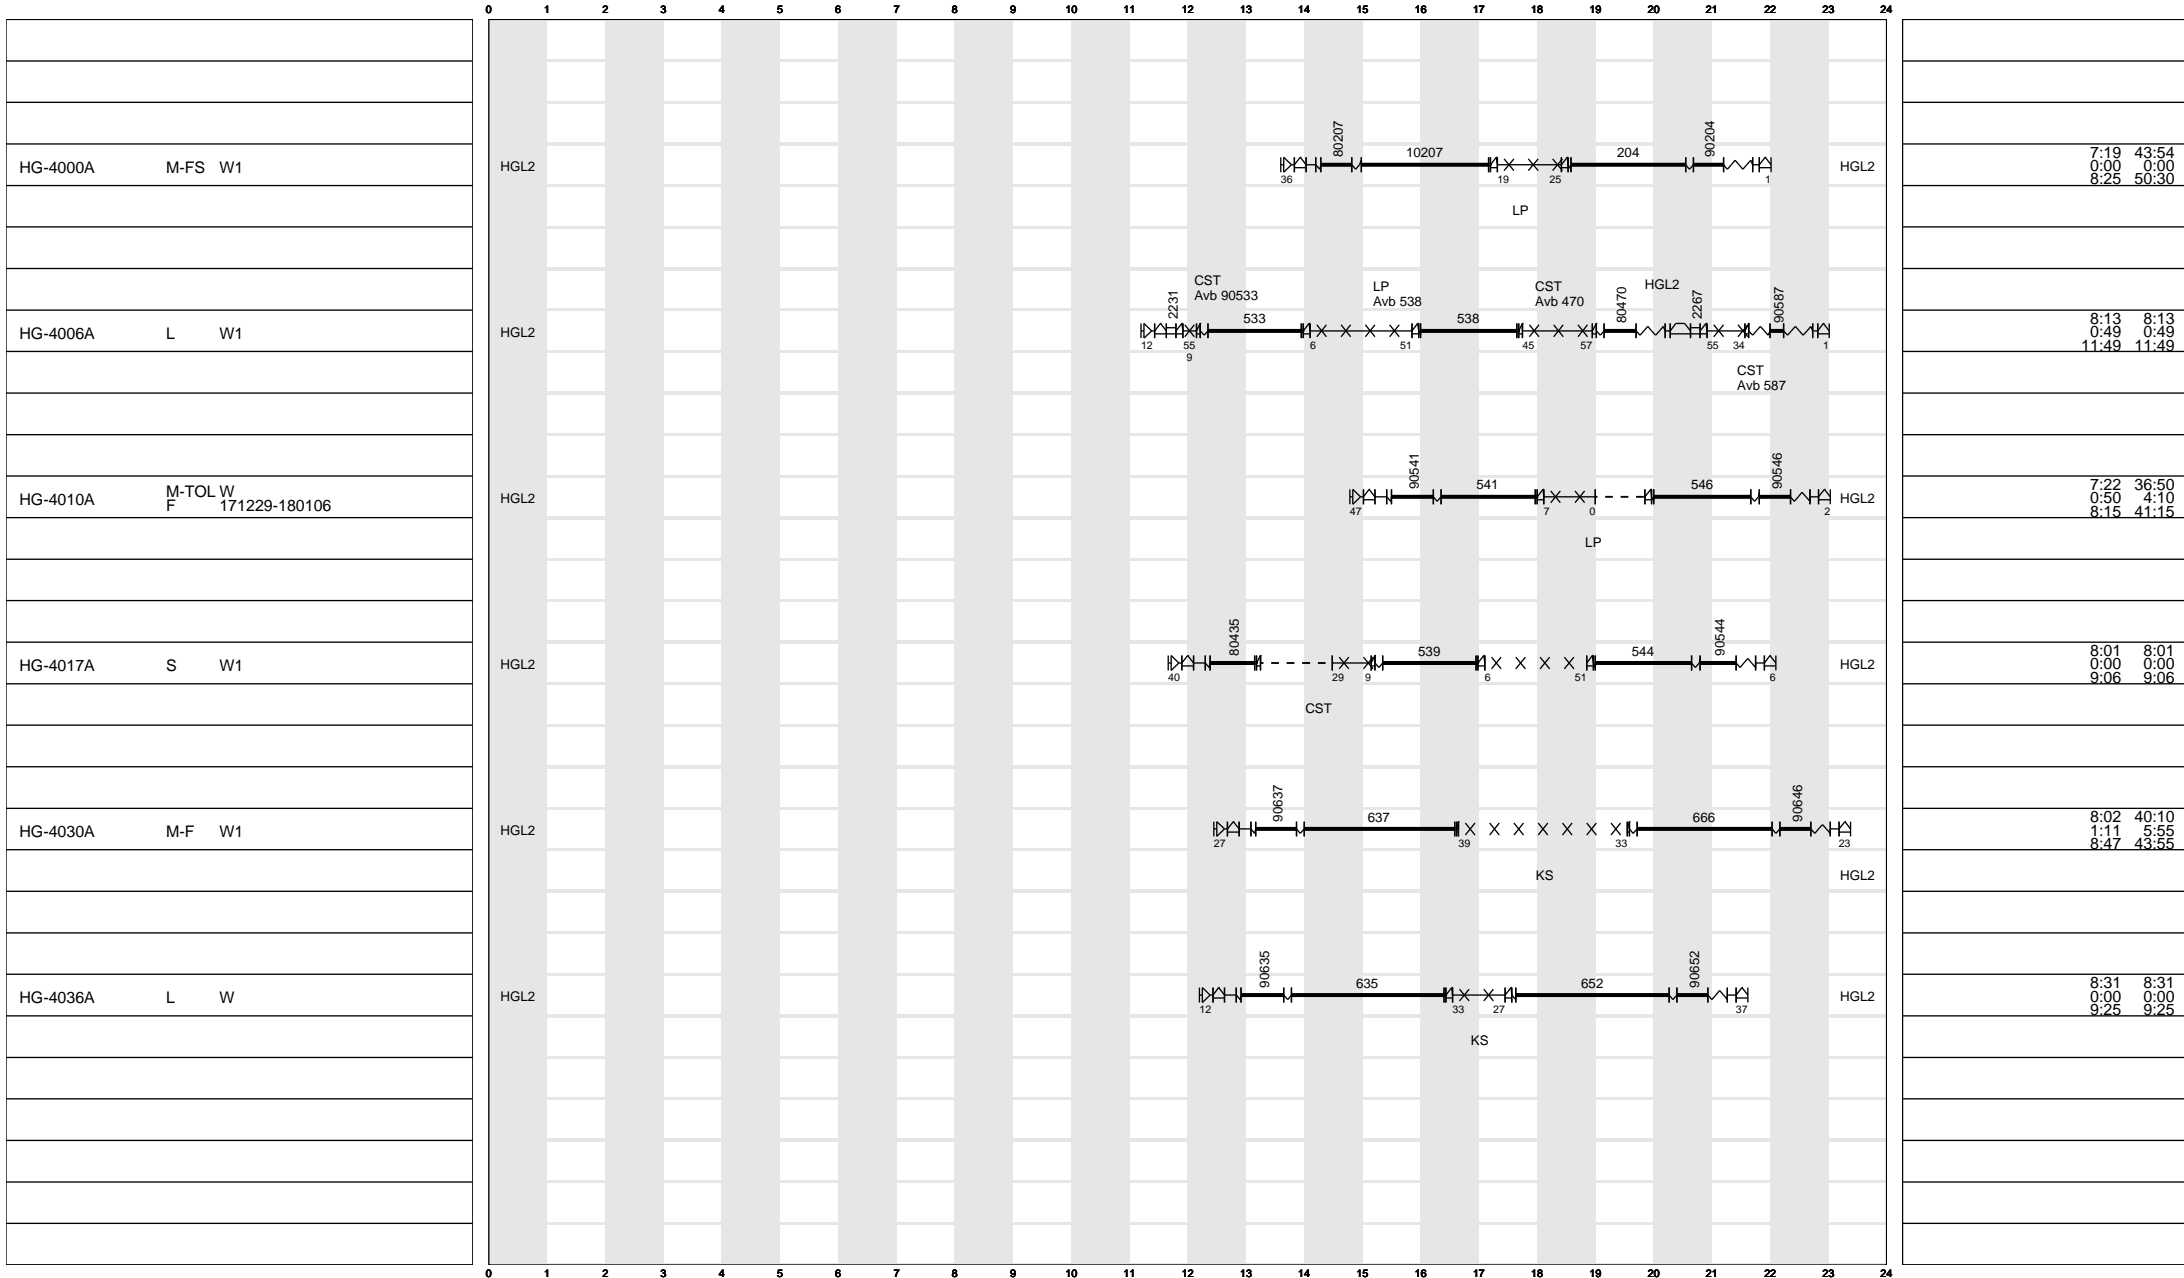 0 1 2 3 4 5 6 7 8 9 10 11 12 13 14 15 16 17 18 19 20 21 22 23 24
80207 10207 204 90204
HG-4000A M-FS W1 HGL2 HGL2 7:19 43:54
0:00 0:00
8:25 50:30
36 19 25 1
LP
CST
Avb 90533
LP
Avb 538
CST
Avb 470
HGL2
2231 533 538 80470 2267 90587
HG-4006A L W1 HGL2 HGL2 8:13 8:13
0:49 0:49
11:49 11:49
12 55 6 51 45 57 55 34 1
9
CST
Avb 587
90541 541 546 90546
HG-4010A M-TOL W HGL2 HGL2 7:22 36:50
F 171229-180106 0:50 4:10
8:15 41:15
47 7 0 2
LP
80435 539 544 90544
HG-4017A S W1 HGL2 HGL2 8:01 8:01
0:00 0:00
9:06 9:06
40 29 9 6 51 6
CST
90637 637 666 90646
HG-4030A M-F W1 HGL2 8:02 40:10
1:11 5:55
8:47 43:55
27 39 33 23
KS HGL2
90635 635 652 90652
HG-4036A L W HGL2 HGL2 8:31 8:31
0:00 0:00
9:25 9:25
12 33 27 37
KS
0 1 2 3 4 5 6 7 8 9 10 11 12 13 14 15 16 17 18 19 20 21 22 23 24